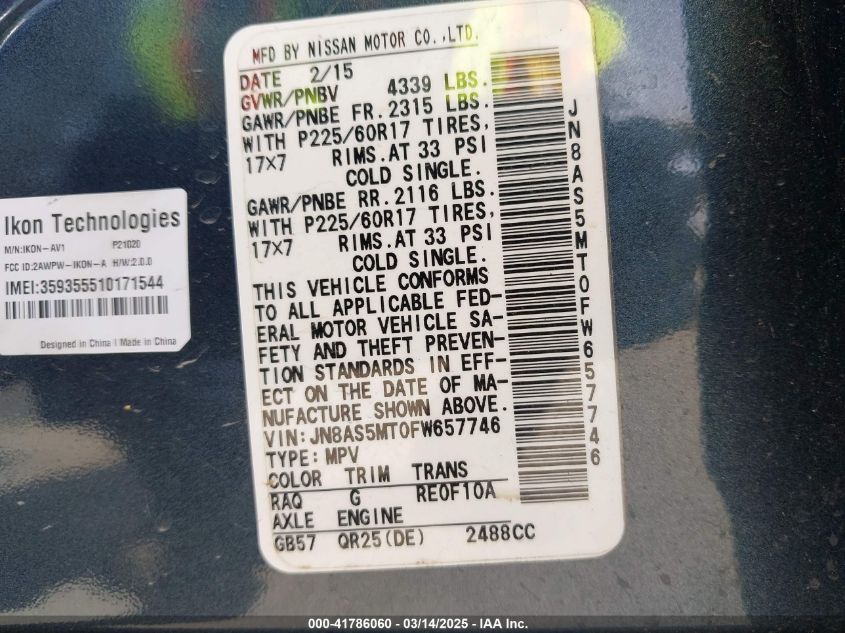 MFD BY NISSAN MOTOR CO.,LTD.
DATE 2/15
GVWR/PNBV 4339 LBS.
GAWR/PNBE FR. 2315 LBS.
WITH P225/60R17 TIRES,
17×7 RIMS.AT 33 PSI
COLD SINGLE.
GAWR/PNBE RR. 2116 LBS.
WITH P225/60R17 TIRES,
17×7 RIMS.AT 33 PSI
COLD SINGLE.
THIS VEHICLE CONFORMS
TO ALL APPLICABLE FED-
ERAL MOTOR VEHICLE SA-
FETY AND THEFT PREVEN-
TION STANDARDS IN EFF-
ECT ON THE DATE OF MA-
NUFACTURE SHOWN ABOVE.
VIN:JN8AS5MT0FW657746
TYPE:MPV
COLOR TRIM TRANS
RAQ G RE0F10A
AXLE ENGINE
GB57 QR25(DE) 2488CC
JN8AS5MT0FW657746
Ikon Technologies
M/N:IKON-AV1 P21020
FCC ID:2AWPW-IKON-A H/W:2.0.0
IMEI:359355510171544
Designed in China | Made in China
000-41786060 - 03/14/2025 - IAA Inc.